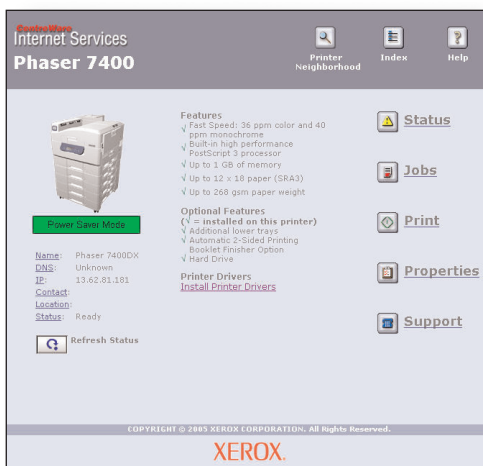 CentreWare
Internet Services
Phaser 7400
Printer
Neighborhood
Index
Help
Power Saver Mode
Name: Phaser 7400DX
DNS: Unknown
IP: 13.62.81.181
Contact:
Location:
Status: Ready
Refresh Status
Features
√ Fast Speed: 36 ppm color and 40
ppm monochrome
√ Built-in high performance
PostScript 3 processor
√ Up to 1 GB of memory
√ Up to 12 x 18 paper (SRA3)
√ Up to 268 gsm paper weight
Optional Features
(√ = installed on this printer)
√ Additional lower trays
√ Automatic 2-Sided Printing
Booklet Finisher Option
√ Hard Drive
Printer Drivers
Install Printer Drivers
Status
Jobs
Print
Properties
Support
COPYRIGHT © 2005 XEROX CORPORATION. All Rights Reserved.
XEROX.